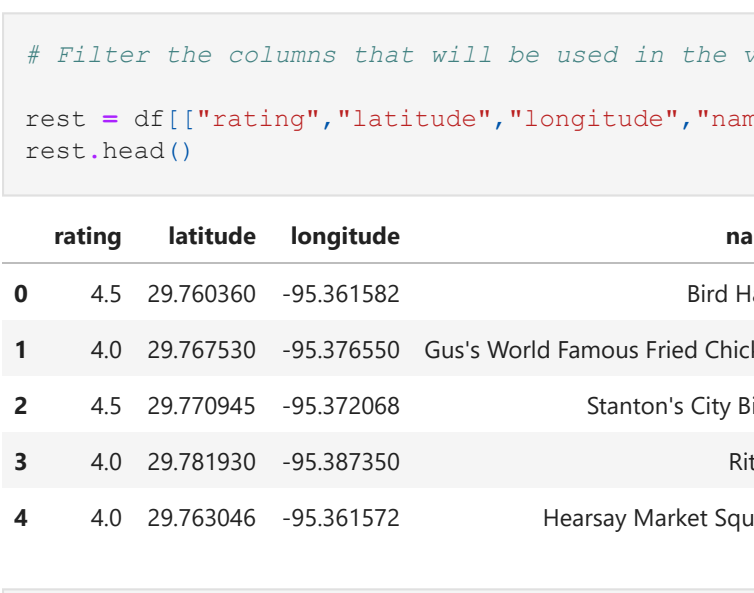 # Filter the columns that will be used in the
rest = df[["rating","latitude","longitude","nam
rest.head()
rating latitude longitude na
0 4.5 29.760360 -95.361582 Bird Ha
1 4.0 29.767530 -95.376550 Gus's World Famous Fried Chick
2 4.5 29.770945 -95.372068 Stanton's City Bi
3 4.0 29.781930 -95.387350 Rit
4 4.0 29.763046 -95.361572 Hearsay Market Squ